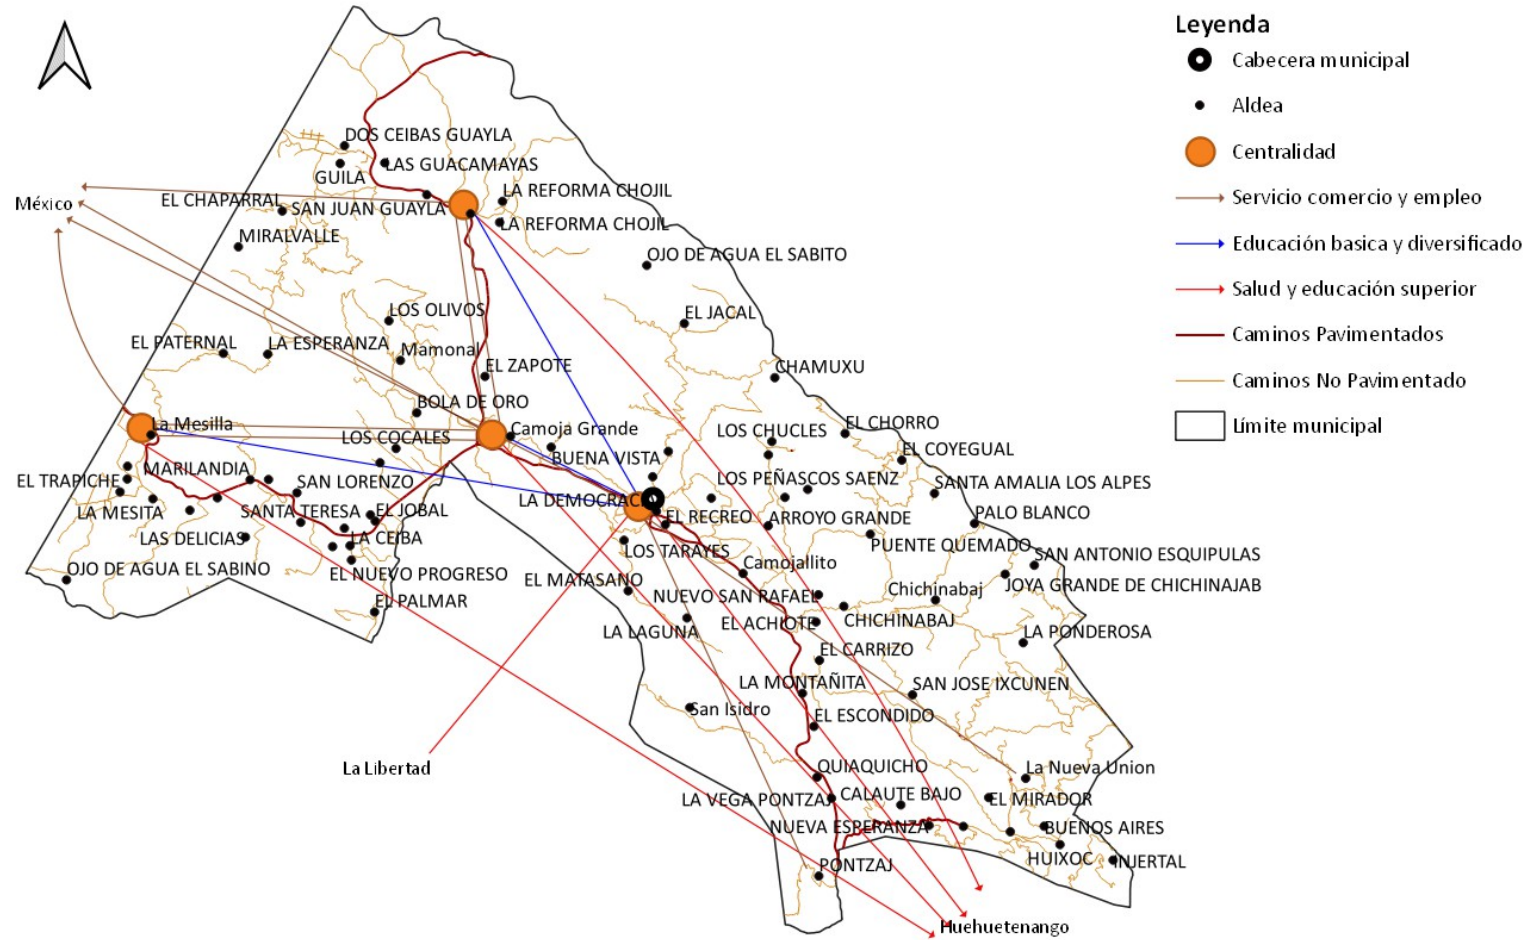 Leyenda
Cabecera municipal
Aldea
Centralidad
Servicio comercio y empleo
Educación basica y diversificado
Salud y educación superior
Caminos Pavimentados
Caminos No Pavimentado
Límite municipal
DOS CEIBAS GUAYLA
LAS GUACAMAYAS
GUILA
LA REFORMA CHOJIL
EL CHAPARRAL
México
SAN JUAN GUAYLA
LA REFORMA CHOJIL
MIRALVALLE
OJO DE AGUA EL SABITO
LOS OLIVOS
EL JACAL
EL PATERNAL
LA ESPERANZA
Mamonal
EL ZAPOTE
CHAMUXU
BOLA DE ORO
La Mesilla
Camoja Grande
EL CHORRO
LOS COCALES
LOS CHUCLES
BUENA VISTA
EL COYEGUAL
MARILANDIA
EL TRAPICHE
SAN LORENZO
LOS PEÑASCOS SAENZ
SANTA AMALIA LOS ALPES
LA DEMOCRAC
LA MESITA
SANTA TERESA
EL JOBAL
EL RECREO
ARROYO GRANDE
PALO BLANCO
LAS DELICIAS
LA CEIBA
LOS TARAYES
PUENTE QUEMADO
SAN ANTONIO ESQUIPULAS
Camojallito
OJO DE AGUA EL SABINO
EL NUEVO PROGRESO
EL MATASANO
JOYA GRANDE DE CHICHINAJAB
Chichinabaj
NUEVO SAN RAFAEL
EL PALMAR
CHICHINABAJ
EL ACHIOTE
LA LAGUNA
LA PONDEROSA
EL CARRIZO
LA MONTAÑITA
SAN JOSE IXCUNEN
San Isidro
EL ESCONDIDO
La Libertad
QUIAQUICHO
La Nueva Union
LA VEGA PONTZAJ
CALAUTE BAJO
EL MIRADOR
NUEVA ESPERANZA
BUENOS AIRES
HUIXOC
INJERTAL
PONTZAJ
Huehuetenango